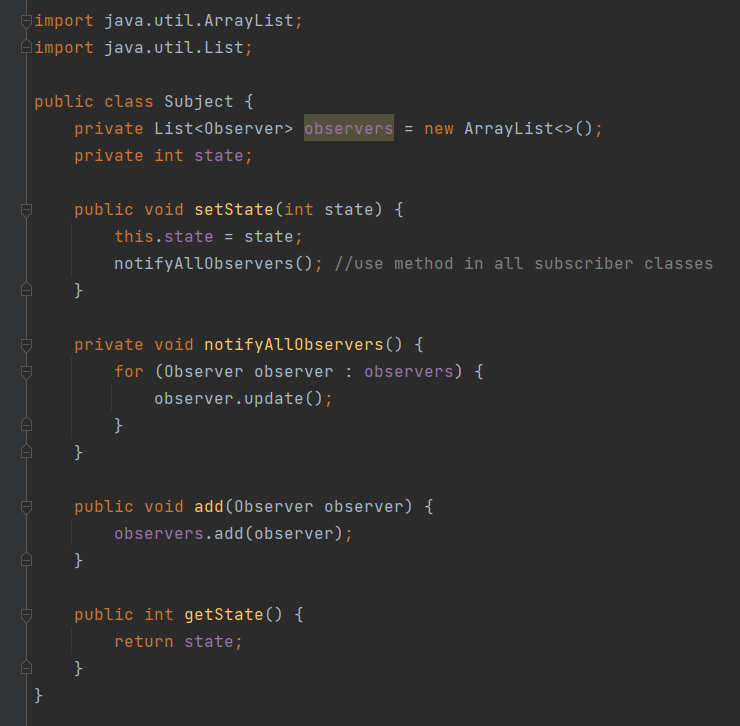 import java.util.ArrayList;
import java.util.List;

public class Subject {
    private List<Observer> observers = new ArrayList<>();
    private int state;

    public void setState(int state) {
        this.state = state;
        notifyAllObservers(); //use method in all subscriber classes
    }

    private void notifyAllObservers() {
        for (Observer observer : observers) {
            observer.update();
        }
    }

    public void add(Observer observer) {
        observers.add(observer);
    }

    public int getState() {
        return state;
    }
}